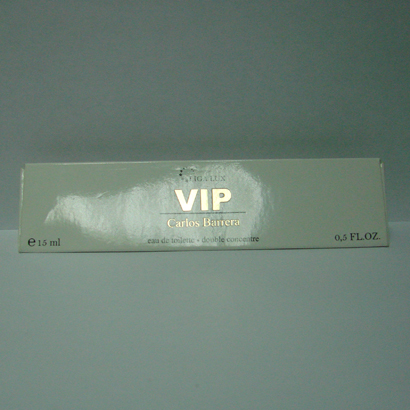 VIP
Carlos Barrera
eau de toilette - double concentre
℮ 15 ml
0,5 FL.OZ.